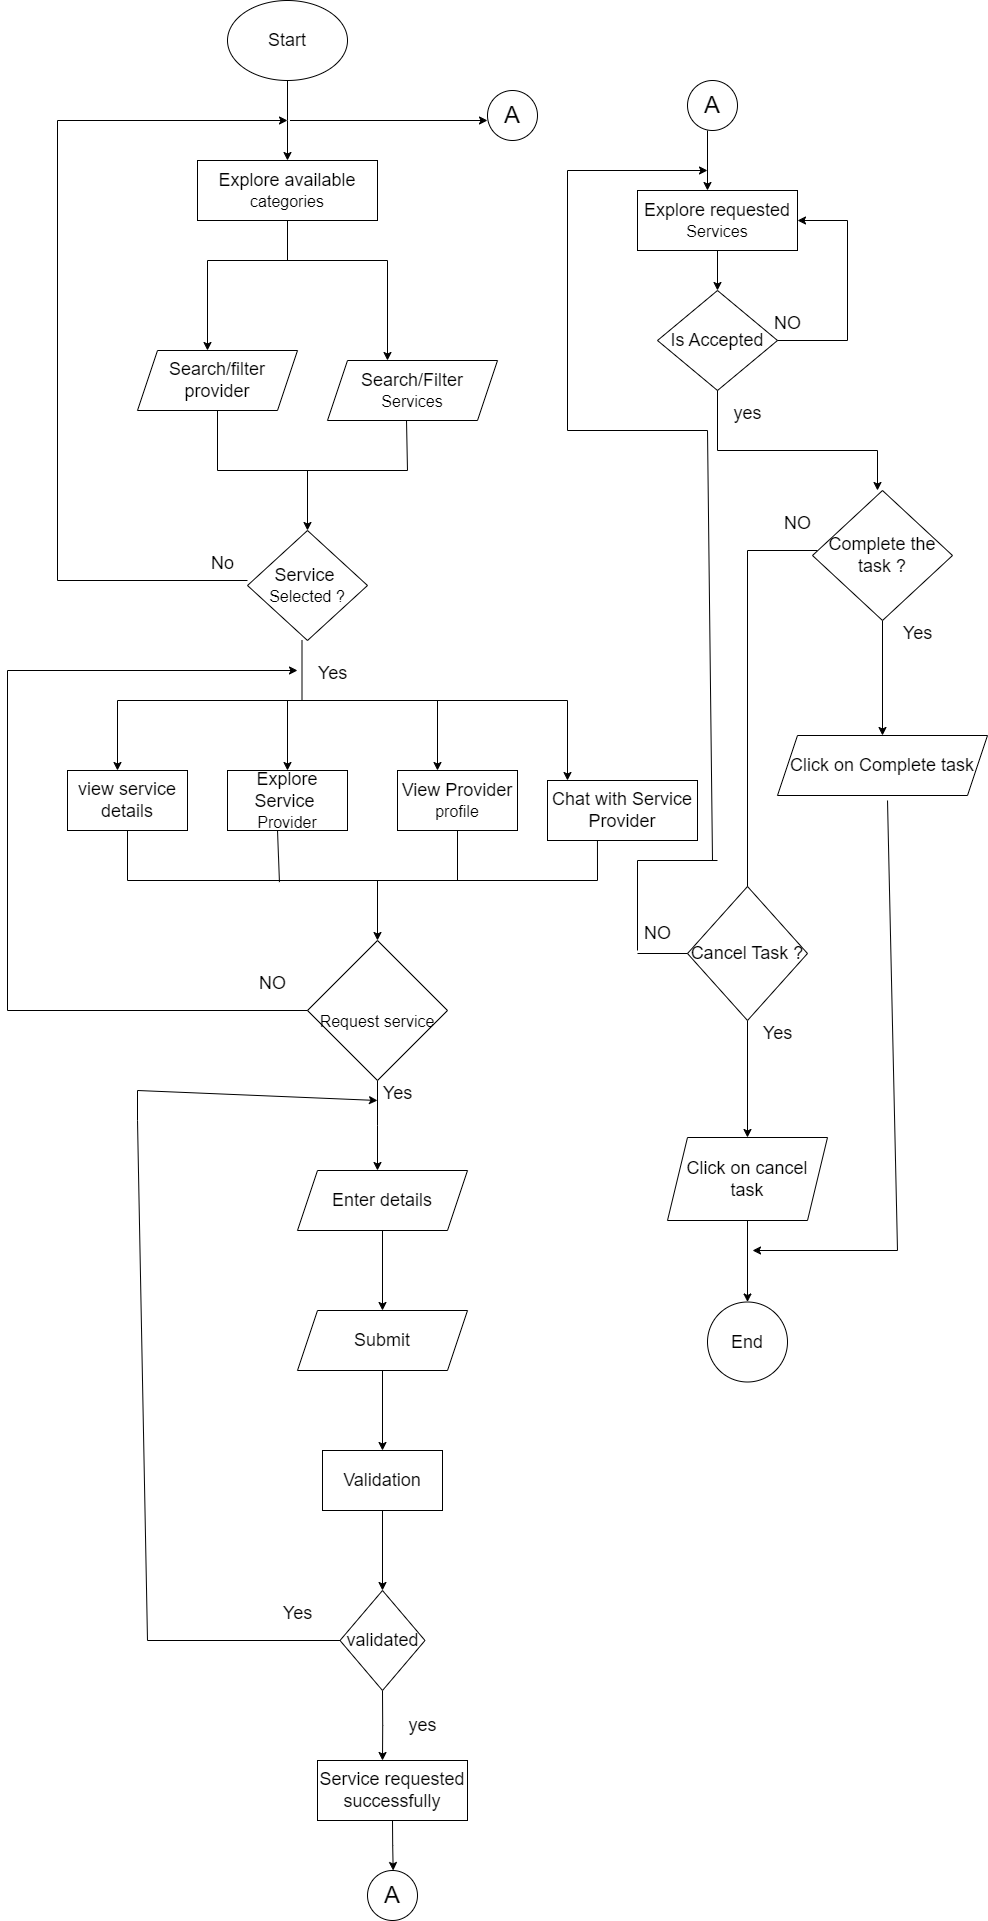 Start
A
Explore available
categories
Search/filter
provider
Search/Filter
Services
No
Service
Selected ?
Yes
view service
details
Explore
Service
Provider
View Provider
profile
Chat with Service
Provider
NO
Request service
Yes
Enter details
Submit
Validation
Yes
validated
yes
Service requested
successfully
A
A
Explore requested
Services
NO
Is Accepted
yes
NO
Complete the
task ?
Yes
Click on Complete task
NO
Cancel Task ?
Yes
Click on cancel
task
End